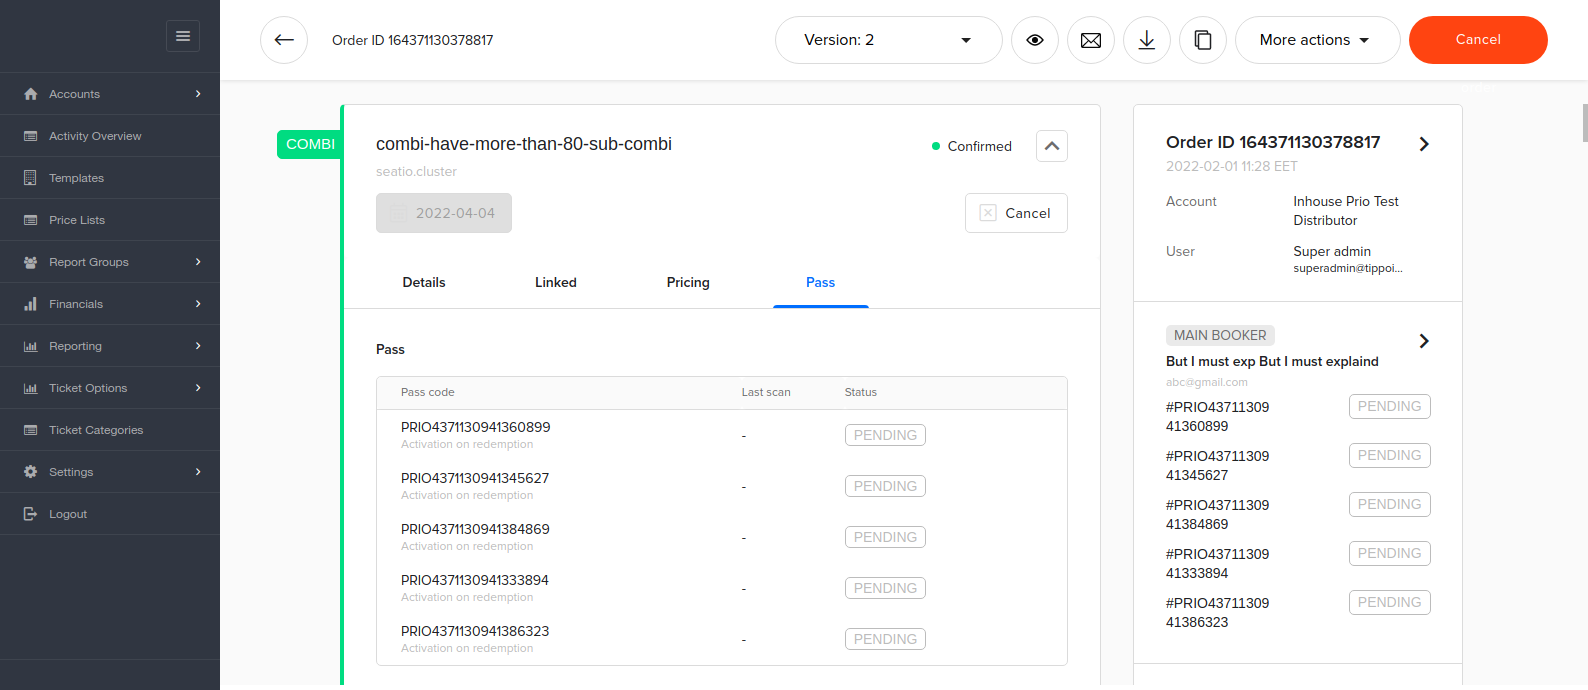 Accounts
Activity Overview
Templates
Price Lists
Report Groups
Financials
Reporting
Ticket Options
Ticket Categories
Settings
Logout
Order ID 164371130378817
Version: 2
More actions
Cancel
COMBI
combi-have-more-than-80-sub-combi
Confirmed
seatio.cluster
2022-04-04
Cancel
Details Linked Pricing Pass
Pass
Pass code Last scan Status
PRIO4371130941360899 - PENDING
Activation on redemption
PRIO4371130941345627 - PENDING
Activation on redemption
PRIO4371130941384869 - PENDING
Activation on redemption
PRIO4371130941333894 - PENDING
Activation on redemption
PRIO4371130941386323 - PENDING
Activation on redemption
Order ID 164371130378817
2022-02-01 11:28 EET
Account Inhouse Prio Test
Distributor
User Super admin
superadmin@tippoi...
MAIN BOOKER
But I must exp But I must explaind
abc@gmail.com
#PRIO43711309 PENDING
41360899
#PRIO43711309 PENDING
41345627
#PRIO43711309 PENDING
41384869
#PRIO43711309 PENDING
41333894
#PRIO43711309 PENDING
41386323